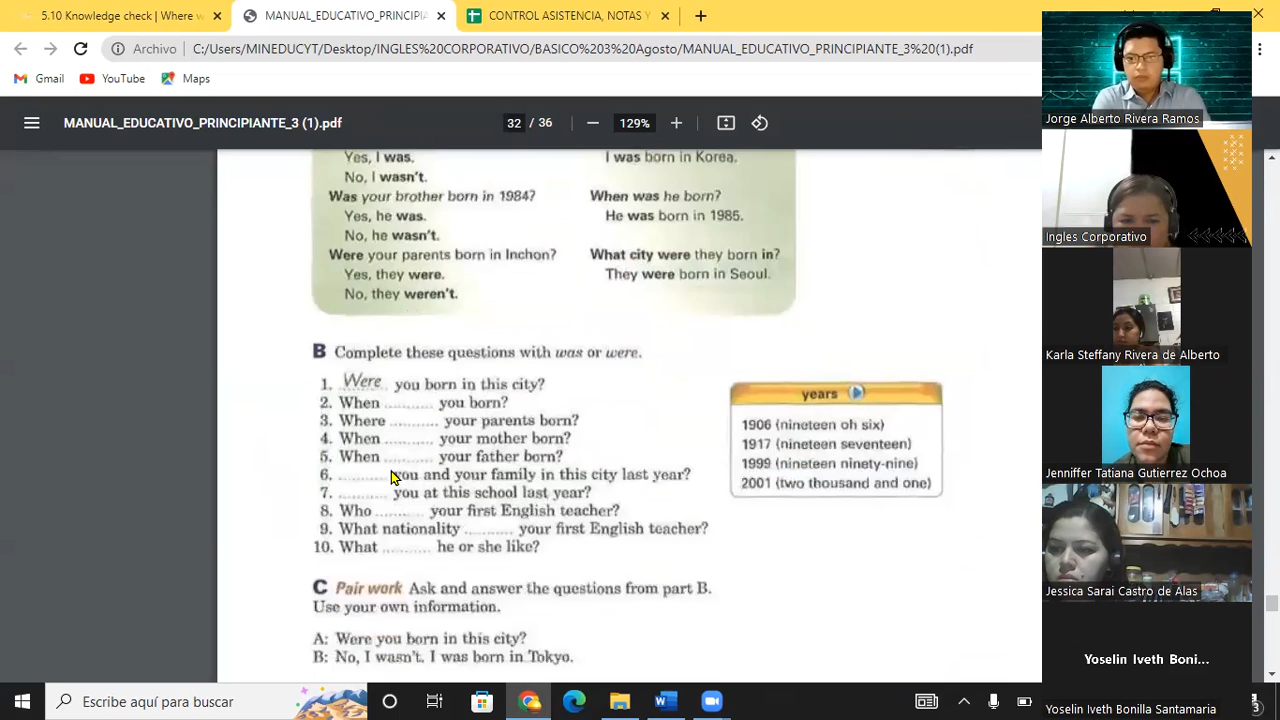 5.10 Knowledge check | Where w
MANUAL_EDUCATIVO_PRINCIPIA
CONTROL ASISTENCIA, NOTAS Y
Archivo
C:/Users/MINEDUCYT/Desktop/INGLES%20CORPORATIVO/BASICO%203%20Agosto/MANUAL_EDUCATIVO_PRINCIPIANTE_3%20(1).pdf
Gmail
YouTube
Maps
MANUAL_EDUCATIVO_PRINCIPIANTE_3 (1).pdf
32 / 36
129%
Yes, I was.
No, I wasn't.
Was your brother born in 1984?
Yes, he was.
No, he wasn't.
Were your parents born in Inchon?
Yes, they were.
No, they weren't.
I was born in Korea.
When was he born?
He was born in 1985.
What city were they born in?
They were born in Seoul.
B Complete these questions with was or were.
1. Were you born in this city?
2. When ......... you born?
3. Where ......... your parents born?
4. When ......... your mother born?
5. When ......... your father born?
6. ......... you and your family in this city last year?
7. ......... you at this school last year?
8. Who ......... your first English teacher?
9. What nationality ......... your first English teacher?
10. What ......... he or she like?
years
1906 (nineteen oh six)
1917 (nineteen seventeen)
1999 (nineteen ninety-nine)
2001 (two thousand and one)
C Pair work Ask and answer the questions from part B.
Use your own information.
A: Were you born in this city?
B: No, I wasn't. I was born in Tokyo.
Jorge Alberto Rivera Ramos
Ingles Corporativo
Karla Steffany Rivera de Alberto
Jenniffer Tatiana Gutierrez Ochoa
Jessica Sarai Castro de Alas
Yoselin Iveth Boni...
Yoselin Iveth Bonilla Santamaria
Escribe aquí para buscar